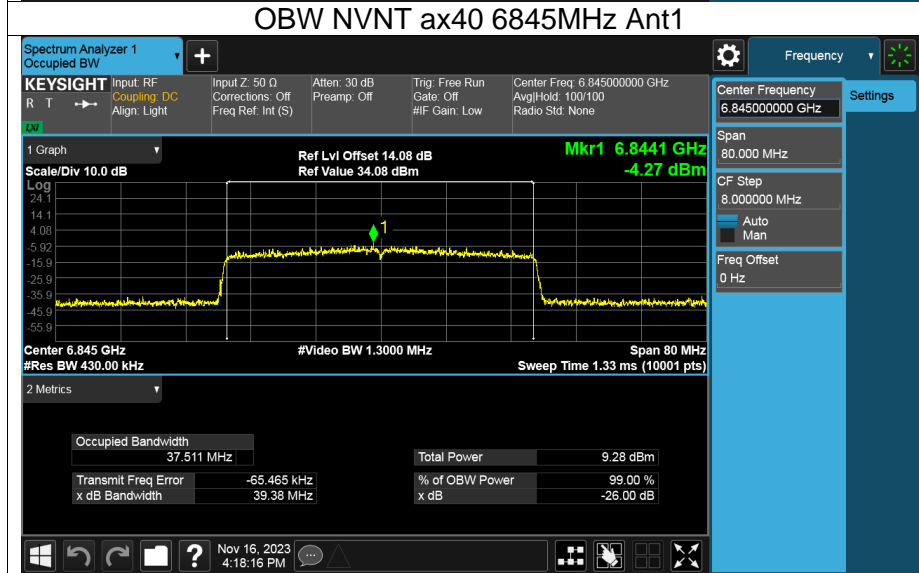 OBW NVNT ax40 6845MHz Ant1
Spectrum Analyzer 1
Occupied BW
+
Frequency
KEYSIGHT
R T
LXI
Input: RF
Coupling: DC
Align: Light
Input Z: 50 Ω
Corrections: Off
Freq Ref: Int (S)
Atten: 30 dB
Preamp: Off
Trig: Free Run
Gate: Off
#IF Gain: Low
Center Freq: 6.845000000 GHz
Avg|Hold: 100/100
Radio Std: None
Center Frequency
6.845000000 GHz
Settings
Span
80.000 MHz
CF Step
8.000000 MHz
Auto
Man
Freq Offset
0 Hz
1 Graph
Scale/Div 10.0 dB
Ref Lvl Offset 14.08 dB
Ref Value 34.08 dBm
Mkr1 6.8441 GHz
-4.27 dBm
Log
24.1
14.1
4.08
-5.92
-15.9
-25.9
-35.9
-45.9
-55.9
1
Center 6.845 GHz
#Res BW 430.00 kHz
#Video BW 1.3000 MHz
Span 80 MHz
Sweep Time 1.33 ms (10001 pts)
2 Metrics
Occupied Bandwidth
37.511 MHz
Transmit Freq Error -65.465 kHz
x dB Bandwidth 39.38 MHz
Total Power 9.28 dBm
% of OBW Power 99.00 %
x dB -26.00 dB
?
Nov 16, 2023
4:18:16 PM